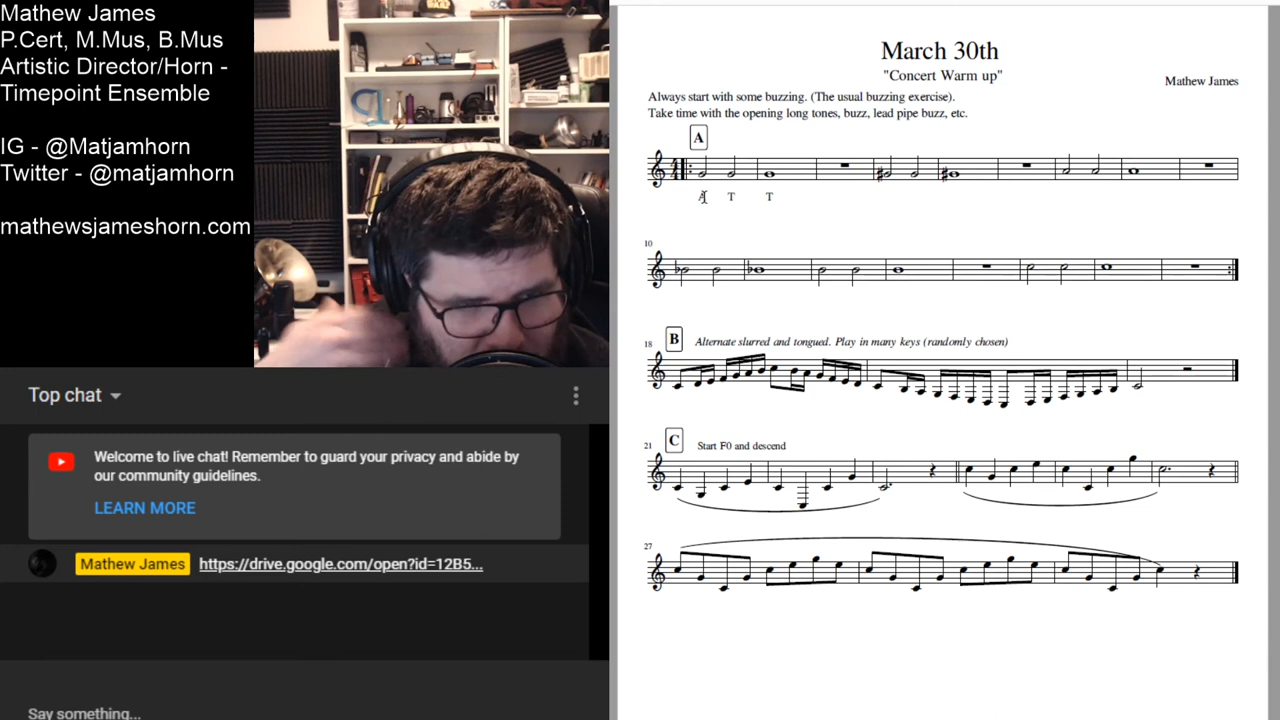 Mathew James
P.Cert, M.Mus, B.Mus
Artistic Director/Horn -
Timepoint Ensemble
IG - @Matjamhorn
Twitter - @matjamhorn
mathewsjameshorn.com
Top chat
Welcome to live chat! Remember to guard your privacy and abide by
our community guidelines.
LEARN MORE
Mathew James https://drive.google.com/open?id=12B5...
Say something...
March 30th
"Concert Warm up"
Mathew James
Always start with some buzzing. (The usual buzzing exercise).
Take time with the opening long tones, buzz, lead pipe buzz, etc.
A
A T T
10
B Alternate slurred and tongued. Play in many keys (randomly chosen)
18
C Start F0 and descend
21
27